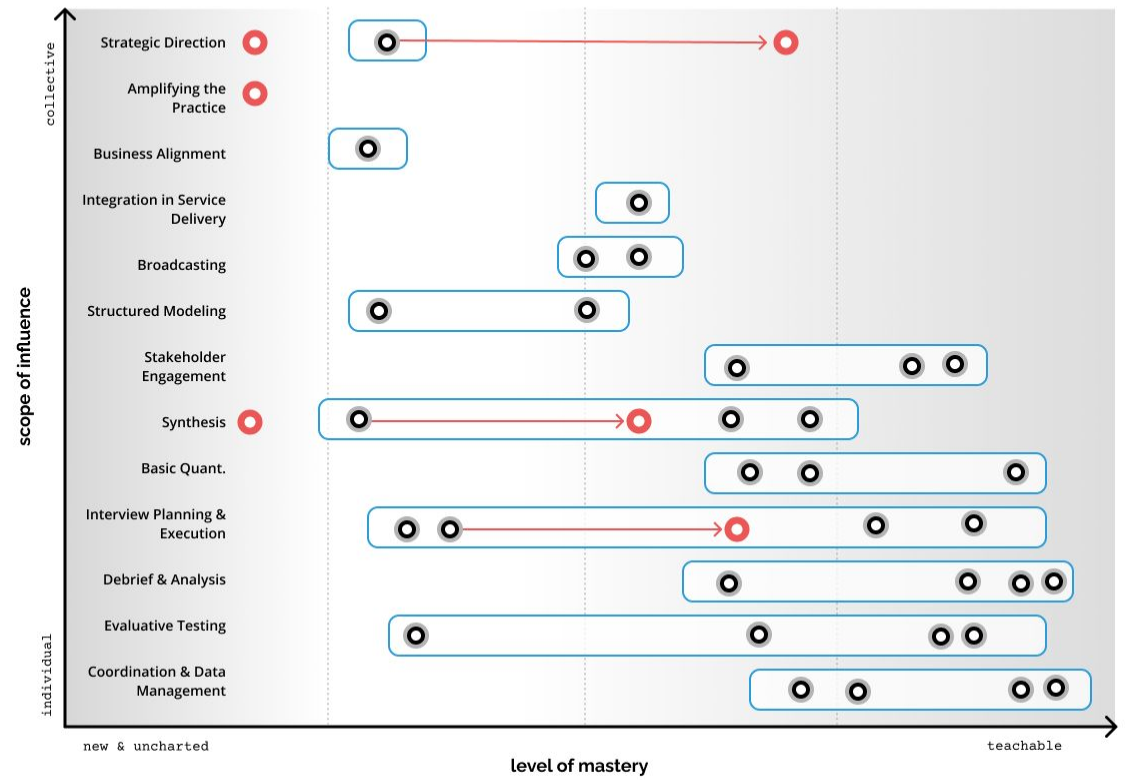 collective
Strategic Direction
Amplifying the
Practice
Business Alignment
Integration in Service
Delivery
Broadcasting
Structured Modeling
scope of influence
Stakeholder
Engagement
Synthesis
Basic Quant.
Interview Planning &
Execution
Debrief & Analysis
Evaluative Testing
individual
Coordination & Data
Management
new & uncharted
teachable
level of mastery